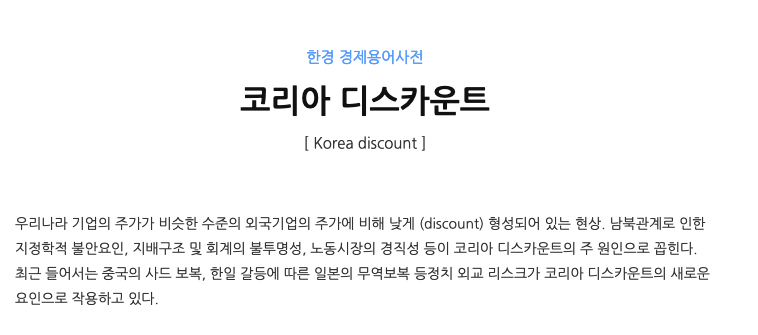 한경 경제용어사전
코리아 디스카운트
[ Korea discount ]
우리나라 기업의 주가가 비슷한 수준의 외국기업의 주가에 비해 낮게 (discount) 형성되어 있는 현상. 남북관계로 인한
지정학적 불안요인, 지배구조 및 회계의 불투명성, 노동시장의 경직성 등이 코리아 디스카운트의 주 원인으로 꼽힌다.
최근 들어서는 중국의 사드 보복, 한일 갈등에 따른 일본의 무역보복 등정치 외교 리스크가 코리아 디스카운트의 새로운
요인으로 작용하고 있다.